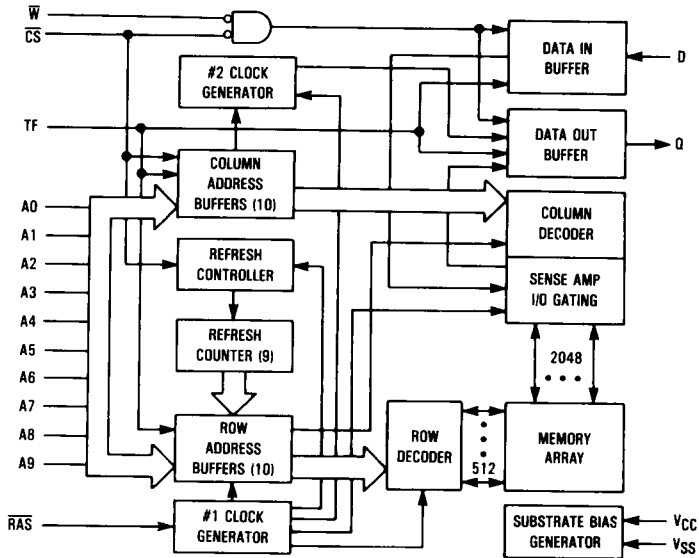 W̅
C̅S̅
TF
A0
A1
A2
A3
A4
A5
A6
A7
A8
A9
R̅A̅S̅
#2 CLOCK
GENERATOR
COLUMN
ADDRESS
BUFFERS (10)
REFRESH
CONTROLLER
REFRESH
COUNTER (9)
ROW
ADDRESS
BUFFERS (10)
#1 CLOCK
GENERATOR
ROW
DECODER
512
DATA IN
BUFFER
D
DATA OUT
BUFFER
Q
COLUMN
DECODER
SENSE AMP
I/O GATING
2048
MEMORY
ARRAY
SUBSTRATE BIAS
GENERATOR
VCC
VSS